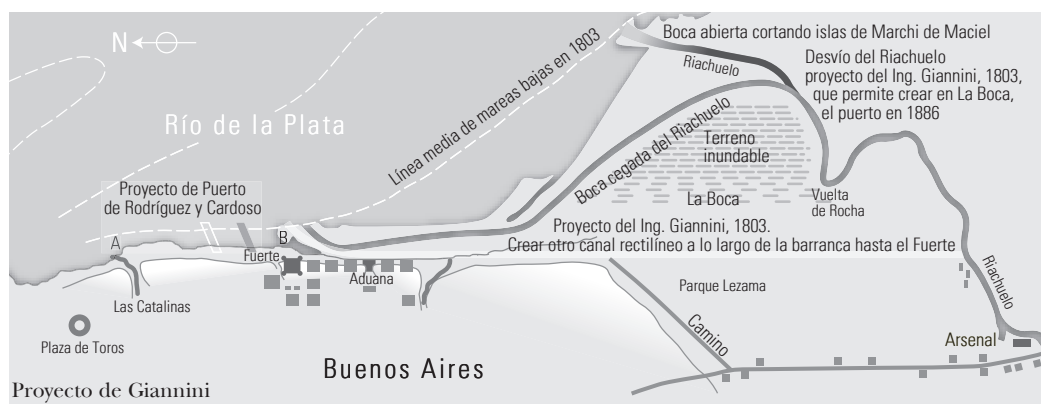 N
Boca abierta cortando islas de Marchi de Maciel
Riachuelo
Desvío del Riachuelo
proyecto del Ing. Giannini, 1803,
que permite crear en La Boca,
el puerto en 1886
Línea media de mareas bajas en 1803
Río de la Plata
Boca cegada del Riachuelo
Terreno
inundable
La Boca
Vuelta
de Rocha
Proyecto de Puerto
de Rodríguez y Cardoso
A
B
Fuerte
Aduana
Proyecto del Ing. Giannini, 1803.
Crear otro canal rectilíneo a lo largo de la barranca hasta el Fuerte
Las Catalinas
Parque Lezama
Riachuelo
Camino
Arsenal
Plaza de Toros
Buenos Aires
Proyecto de Giannini